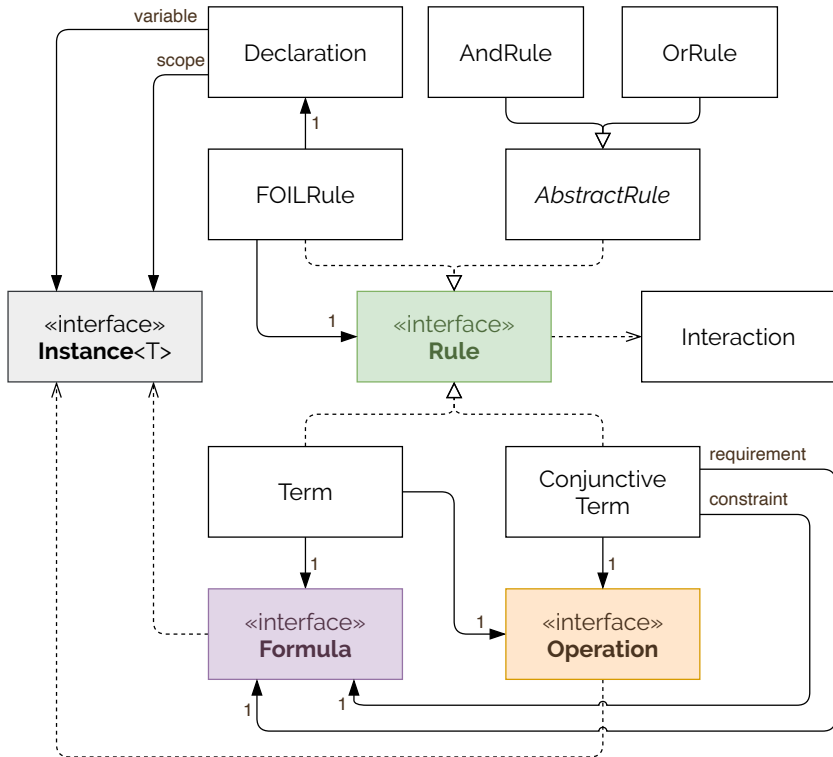 variable
scope
Declaration
AndRule
OrRule
1
FOILRule
AbstractRule
«interface»
Instance<T>
1
«interface»
Rule
Interaction
Term
Conjunctive
Term
requirement
constraint
1
1
«interface»
Formula
1
«interface»
Operation
1
1